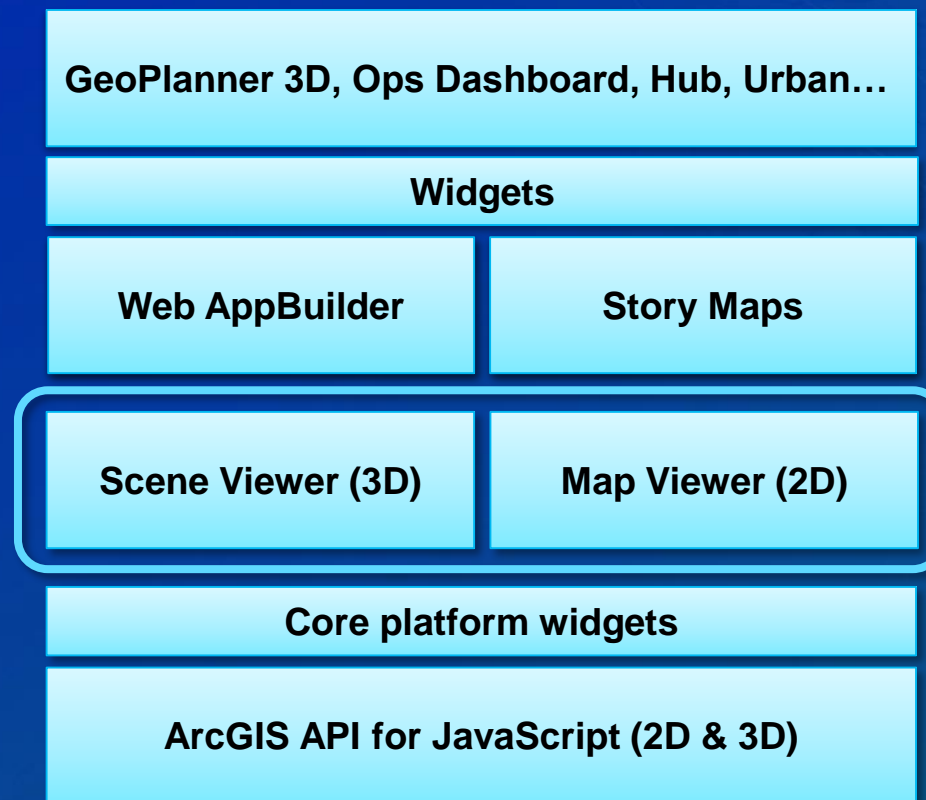 GeoPlanner 3D, Ops Dashboard, Hub, Urban…
Widgets
Web AppBuilder
Story Maps
Scene Viewer (3D)
Map Viewer (2D)
Core platform widgets
ArcGIS API for JavaScript (2D & 3D)